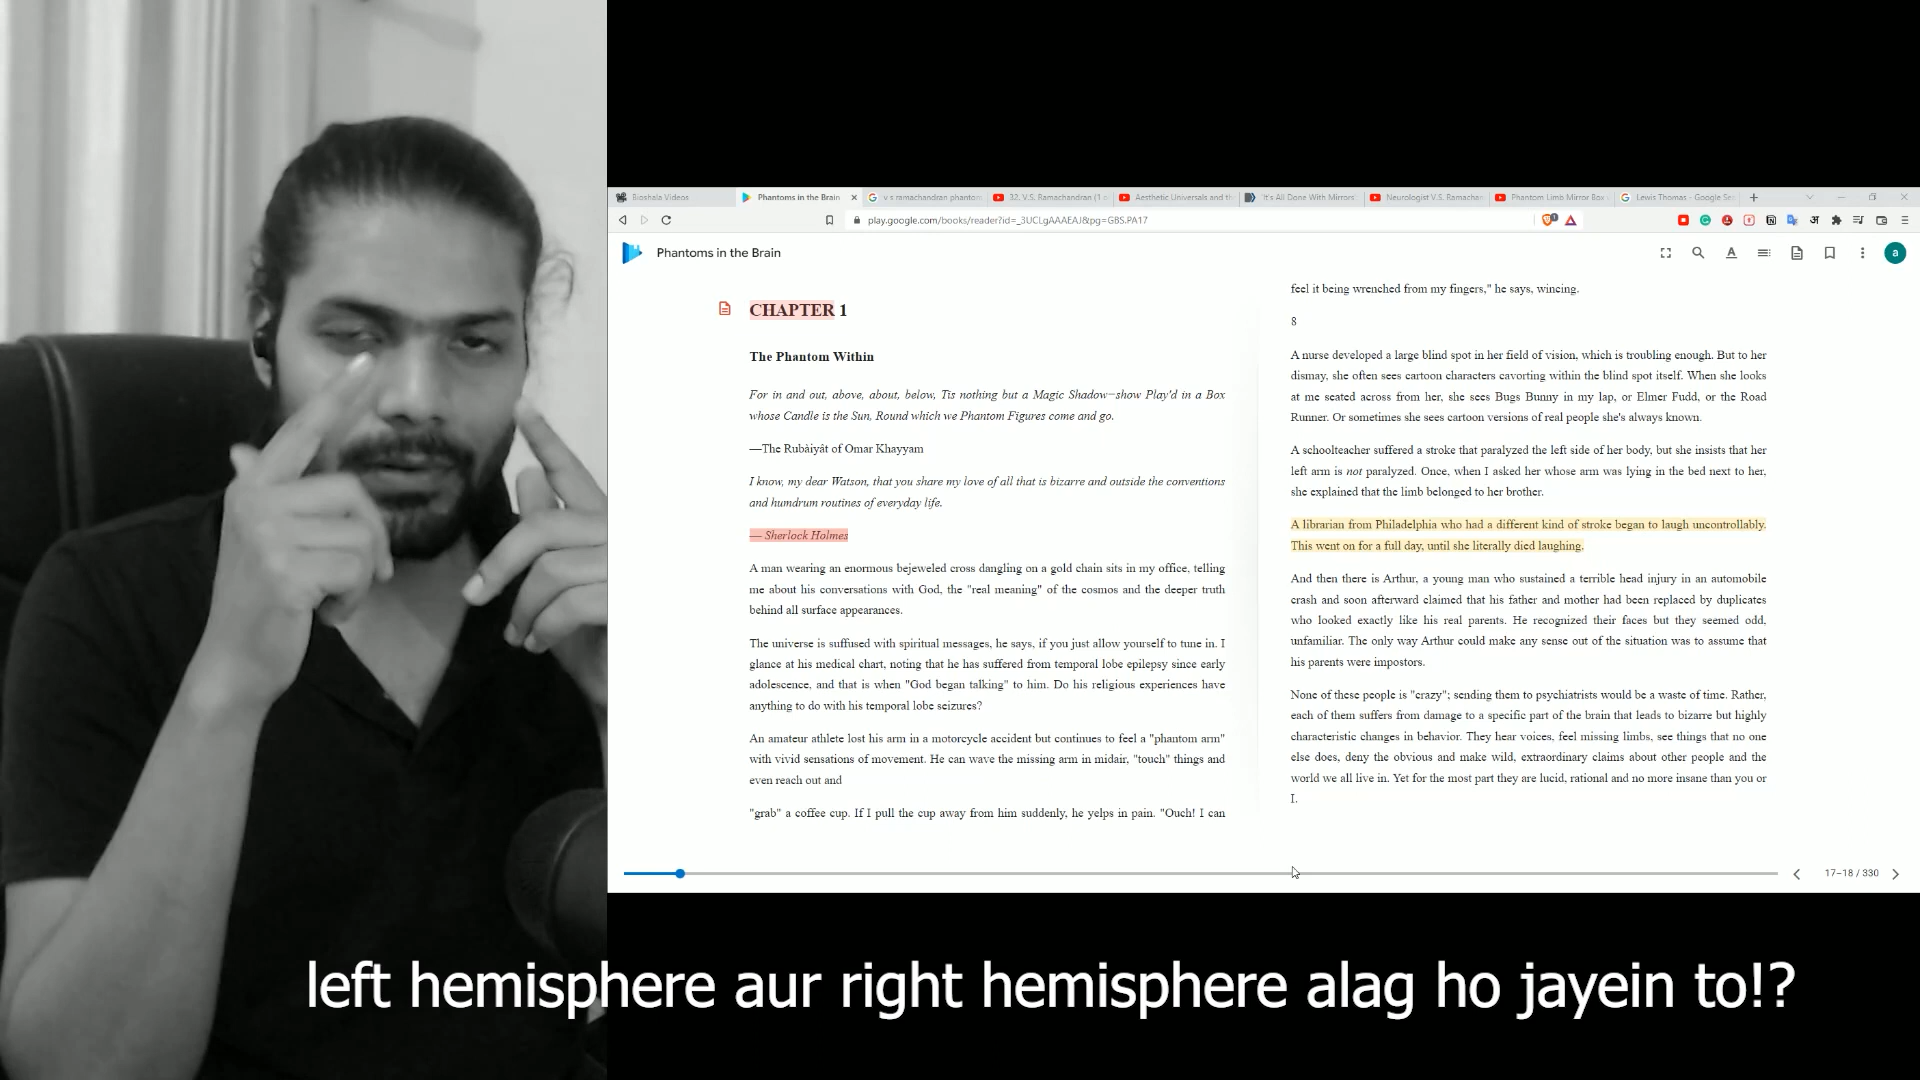 Bioshala Videos
Phantoms in the Brain
v s ramachandran phantom
32. V.S. Ramachandran (1
Aesthetic Universals and th
'It's All Done With Mirrors'
Neurologist V.S. Ramachan
Phantom Limb Mirror Box
Lewis Thomas - Google Sea
play.google.com/books/reader?id=_3UCLgAAAEAJ&pg=GBS.PA17
Phantoms in the Brain
a
CHAPTER 1
The Phantom Within
For in and out, above, about, below, Tis nothing but a Magic Shadow−show Play'd in a Box
whose Candle is the Sun, Round which we Phantom Figures come and go.
—The Rubàiyât of Omar Khayyam
I know, my dear Watson, that you share my love of all that is bizarre and outside the conventions
and humdrum routines of everyday life.
— Sherlock Holmes
A man wearing an enormous bejeweled cross dangling on a gold chain sits in my office, telling
me about his conversations with God, the "real meaning" of the cosmos and the deeper truth
behind all surface appearances.
The universe is suffused with spiritual messages, he says, if you just allow yourself to tune in. I
glance at his medical chart, noting that he has suffered from temporal lobe epilepsy since early
adolescence, and that is when "God began talking" to him. Do his religious experiences have
anything to do with his temporal lobe seizures?
An amateur athlete lost his arm in a motorcycle accident but continues to feel a "phantom arm"
with vivid sensations of movement. He can wave the missing arm in midair, "touch" things and
even reach out and
"grab" a coffee cup. If I pull the cup away from him suddenly, he yelps in pain. "Ouch! I can
feel it being wrenched from my fingers," he says, wincing.
8
A nurse developed a large blind spot in her field of vision, which is troubling enough. But to her
dismay, she often sees cartoon characters cavorting within the blind spot itself. When she looks
at me seated across from her, she sees Bugs Bunny in my lap, or Elmer Fudd, or the Road
Runner. Or sometimes she sees cartoon versions of real people she's always known.
A schoolteacher suffered a stroke that paralyzed the left side of her body, but she insists that her
left arm is not paralyzed. Once, when I asked her whose arm was lying in the bed next to her,
she explained that the limb belonged to her brother.
A librarian from Philadelphia who had a different kind of stroke began to laugh uncontrollably.
This went on for a full day, until she literally died laughing.
And then there is Arthur, a young man who sustained a terrible head injury in an automobile
crash and soon afterward claimed that his father and mother had been replaced by duplicates
who looked exactly like his real parents. He recognized their faces but they seemed odd,
unfamiliar. The only way Arthur could make any sense out of the situation was to assume that
his parents were impostors.
None of these people is "crazy"; sending them to psychiatrists would be a waste of time. Rather,
each of them suffers from damage to a specific part of the brain that leads to bizarre but highly
characteristic changes in behavior. They hear voices, feel missing limbs, see things that no one
else does, deny the obvious and make wild, extraordinary claims about other people and the
world we all live in. Yet for the most part they are lucid, rational and no more insane than you or
I.
17–18 / 330
left hemisphere aur right hemisphere alag ho jayein to!?